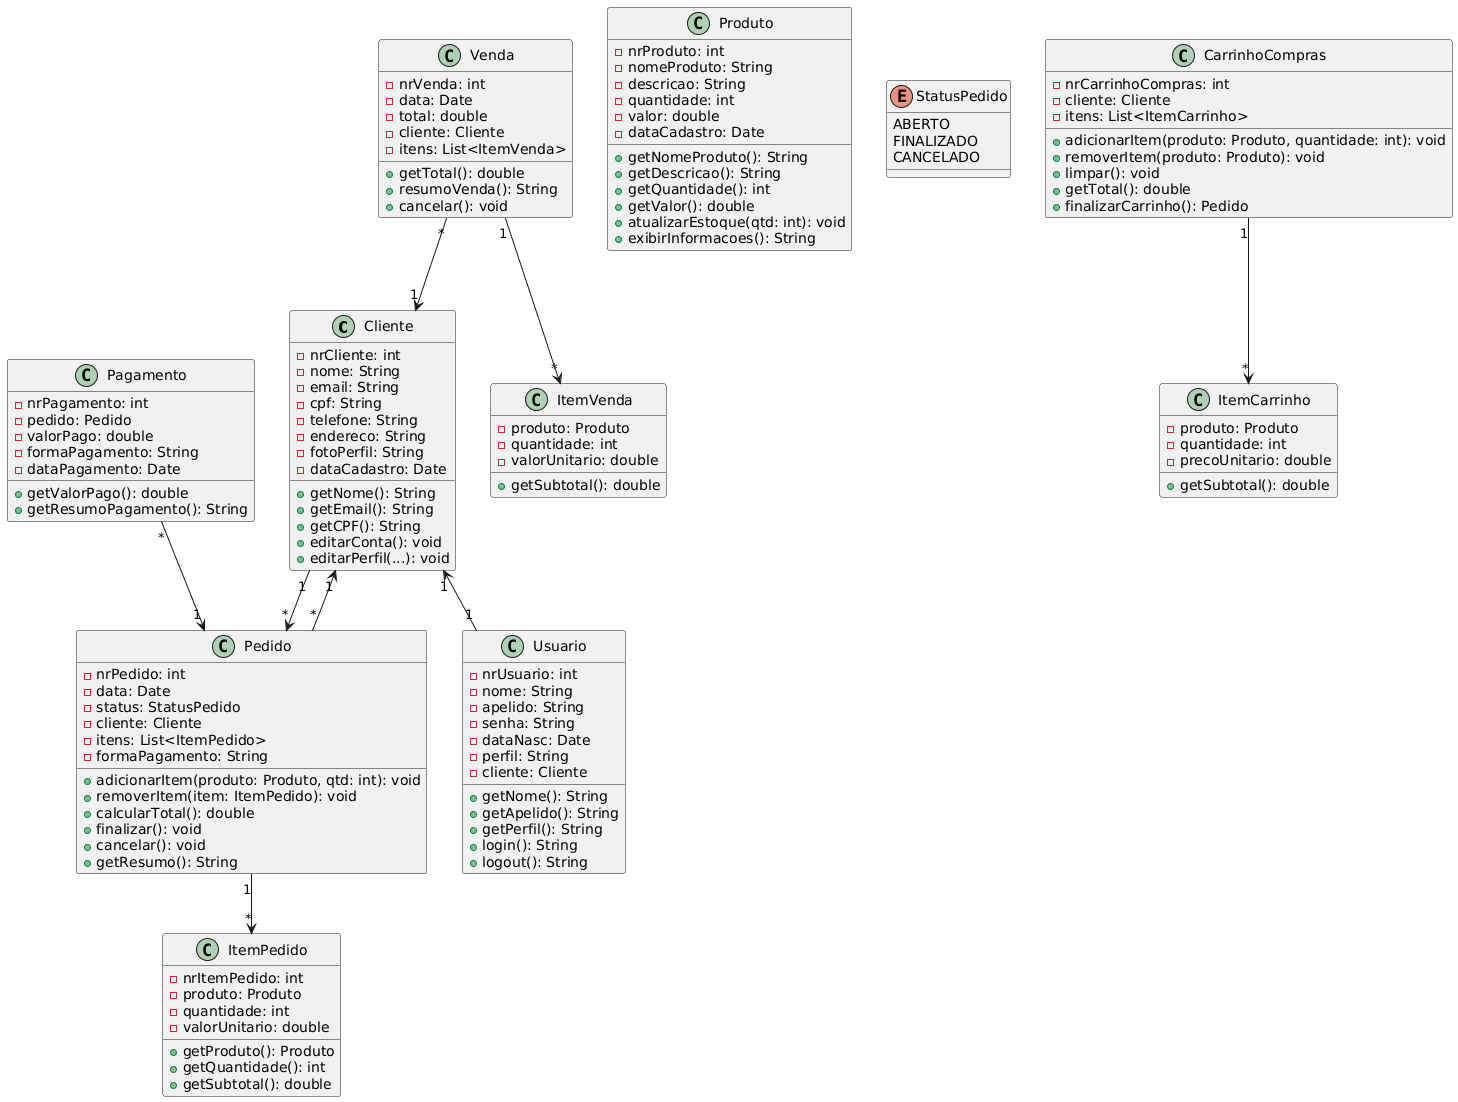 Venda
nrVenda: int
data: Date
total: double
cliente: Cliente
itens: List<ItemVenda>
getTotal(): double
resumoVenda(): String
cancelar(): void
*
1
1
*
Produto
nrProduto: int
nomeProduto: String
descricao: String
quantidade: int
valor: double
dataCadastro: Date
getNomeProduto(): String
getDescricao(): String
getQuantidade(): int
getValor(): double
atualizarEstoque(qtd: int): void
exibirInformacoes(): String
StatusPedido
ABERTO
FINALIZADO
CANCELADO
CarrinhoCompras
nrCarrinhoCompras: int
cliente: Cliente
itens: List<ItemCarrinho>
adicionarItem(produto: Produto, quantidade: int): void
removerItem(produto: Produto): void
limpar(): void
getTotal(): double
finalizarCarrinho(): Pedido
1
*
Pagamento
nrPagamento: int
pedido: Pedido
valorPago: double
formaPagamento: String
dataPagamento: Date
getValorPago(): double
getResumoPagamento(): String
*
1
Cliente
nrCliente: int
nome: String
email: String
cpf: String
telefone: String
endereco: String
fotoPerfil: String
dataCadastro: Date
getNome(): String
getEmail(): String
getCPF(): String
editarConta(): void
editarPerfil(...): void
1
*
1
*
1
1
ItemVenda
produto: Produto
quantidade: int
valorUnitario: double
getSubtotal(): double
ItemCarrinho
produto: Produto
quantidade: int
precoUnitario: double
getSubtotal(): double
Pedido
nrPedido: int
data: Date
status: StatusPedido
cliente: Cliente
itens: List<ItemPedido>
formaPagamento: String
adicionarItem(produto: Produto, qtd: int): void
removerItem(item: ItemPedido): void
calcularTotal(): double
finalizar(): void
cancelar(): void
getResumo(): String
1
*
Usuario
nrUsuario: int
nome: String
apelido: String
senha: String
dataNasc: Date
perfil: String
cliente: Cliente
getNome(): String
getApelido(): String
getPerfil(): String
login(): String
logout(): String
ItemPedido
nrItemPedido: int
produto: Produto
quantidade: int
valorUnitario: double
getProduto(): Produto
getQuantidade(): int
getSubtotal(): double